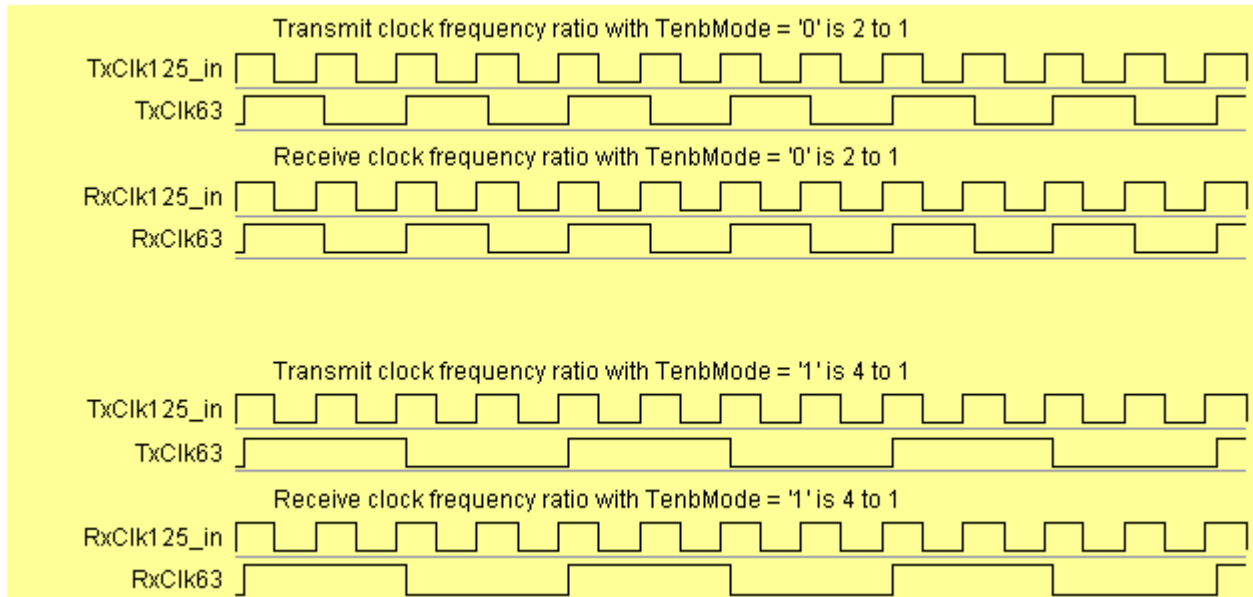 Transmit clock frequency ratio with TenbMode = '0' is 2 to 1
TxClk125_in
TxClk63
Receive clock frequency ratio with TenbMode = '0' is 2 to 1
RxClk125_in
RxClk63
Transmit clock frequency ratio with TenbMode = '1' is 4 to 1
TxClk125_in
TxClk63
Receive clock frequency ratio with TenbMode = '1' is 4 to 1
RxClk125_in
RxClk63